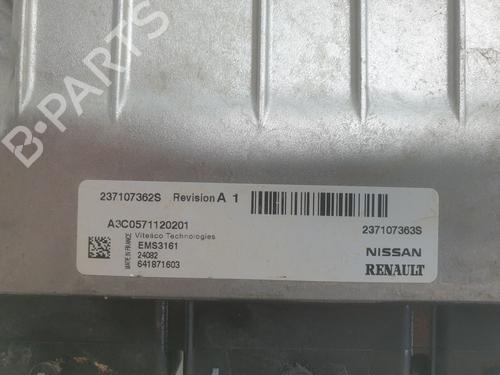 B-PARTS
237107362S Revision A 1
A3C0571120201
237107363S
Vitesco Technologies
EMS3161
24082
641871603
MADE IN FRANCE
NISSAN
RENAULT